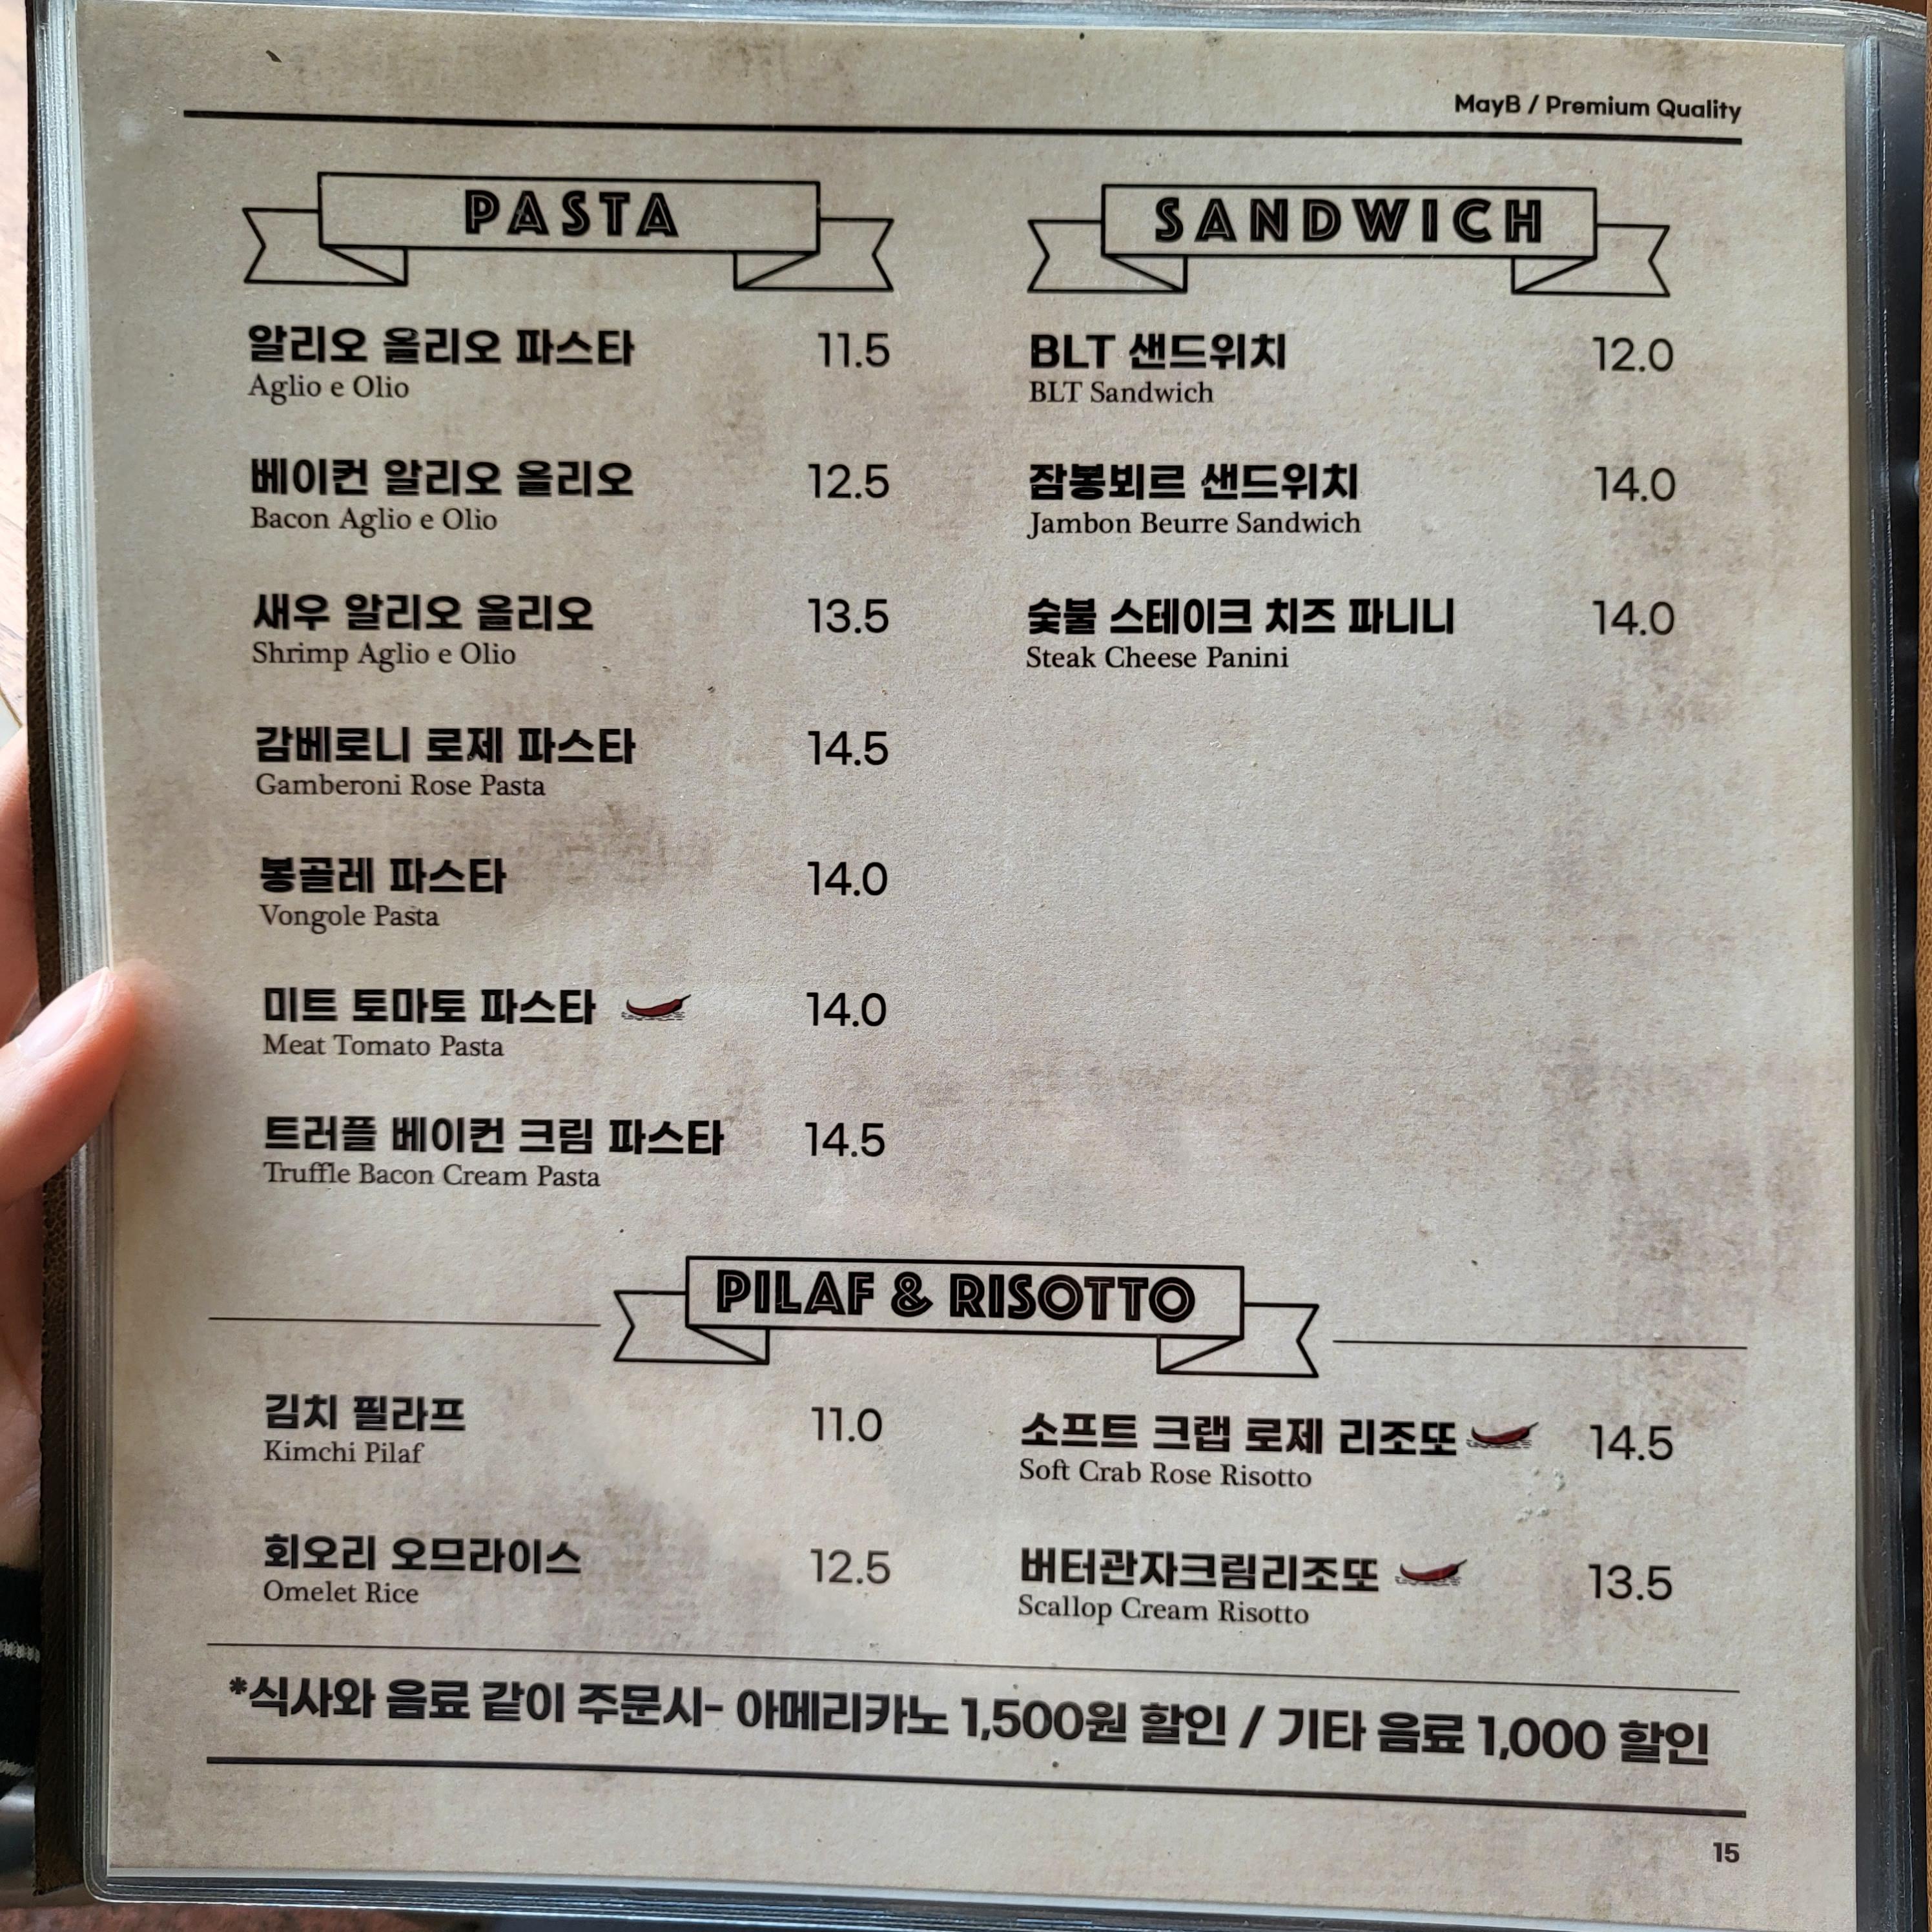 MayB / Premium Quality
PASTA
알리오 올리오 파스타 11.5
Aglio e Olio
베이컨 알리오 올리오 12.5
Bacon Aglio e Olio
새우 알리오 올리오 13.5
Shrimp Aglio e Olio
감베로니 로제 파스타 14.5
Gamberoni Rose Pasta
봉골레 파스타 14.0
Vongole Pasta
미트 토마토 파스타 14.0
Meat Tomato Pasta
트러플 베이컨 크림 파스타 14.5
Truffle Bacon Cream Pasta
SANDWICH
BLT 샌드위치 12.0
BLT Sandwich
잠봉뵈르 샌드위치 14.0
Jambon Beurre Sandwich
숯불 스테이크 치즈 파니니 14.0
Steak Cheese Panini
PILAF & RISOTTO
김치 필라프 11.0
Kimchi Pilaf
회오리 오므라이스 12.5
Omelet Rice
소프트 크랩 로제 리조또 14.5
Soft Crab Rose Risotto
버터관자크림리조또 13.5
Scallop Cream Risotto
*식사와 음료 같이 주문시- 아메리카노 1,500원 할인 / 기타 음료 1,000 할인
15